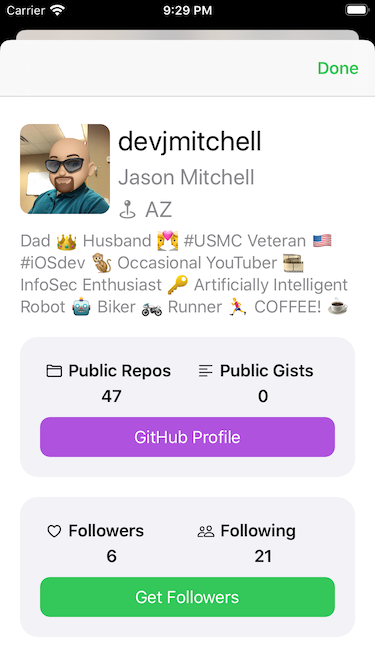 Carrier 9:29 PM
Done
devjmitchell
Jason Mitchell
AZ
Dad 👑 Husband 💏 #USMC Veteran 🇺🇸
#iOSdev 🐒 Occasional YouTuber 🎞
InfoSec Enthusiast 🔑 Artificially Intelligent
Robot 🤖 Biker 🏍 Runner 🏃 COFFEE! ☕
Public Repos Public Gists
47 0
GitHub Profile
Followers Following
6 21
Get Followers